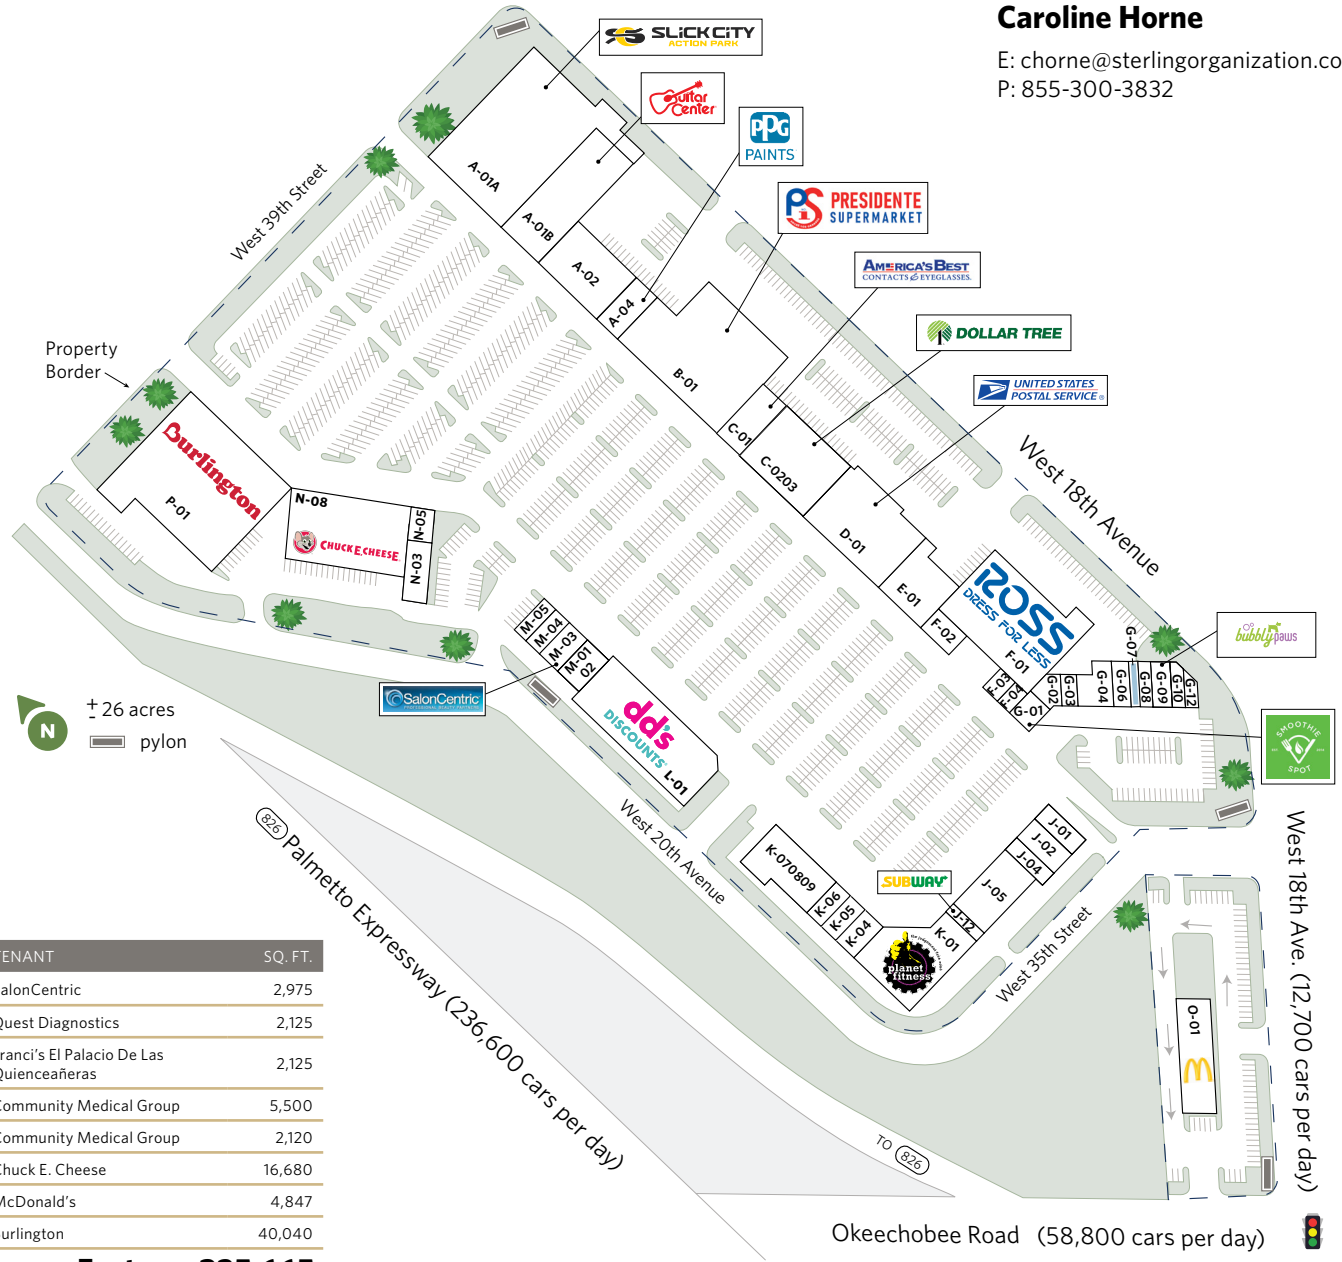 Caroline Horne
E: chorne@sterlingorganization.co
P: 855-300-3832
SLICK CITY
ACTION PARK
Guitar
Center
PPG
PAINTS
PS
PRESIDENTE
SUPERMARKET
AMERICA'S BEST
CONTACTS & EYEGLASSES
DOLLAR TREE
UNITED STATES
POSTAL SERVICE®
West 39th Street
A-01A
A-01B
A-02
A-04
B-01
C-01
C-0203
D-01
E-01
F-02
ROSS
DRESS FOR LESS
F-01
F-03
F-04
G-01
G-02
G-03
G-04
G-06
G-07
G-08
G-09
G-10
G-12
bubbly paws
SMOOTHIE
SPOT
West 18th Avenue
Property
Border
Burlington
P-01
N-08
CHUCK E. CHEESE
N-05
N-03
M-05
M-04
M-03
M-01
02
SalonCentric
dd's
DISCOUNTS
L-01
N
+- 26 acres
pylon
West 20th Avenue
826
Palmetto Expressway (236,600 cars per day)
K-070809
K-06
K-05
K-04
planet
fitness
K-01
SUBWAY
J-12
J-05
J-04
J-02
J-01
West 35th Street
West 18th Ave. (12,700 cars per day)
O-01
TO 826
Okeechobee Road (58,800 cars per day)
ENANT SQ. FT.
alonCentric 2,975
Quest Diagnostics 2,125
ranci's El Palacio De Las
Quienceañeras 2,125
Community Medical Group 5,500
Community Medical Group 2,120
Chuck E. Cheese 16,680
McDonald's 4,847
urlington 40,040